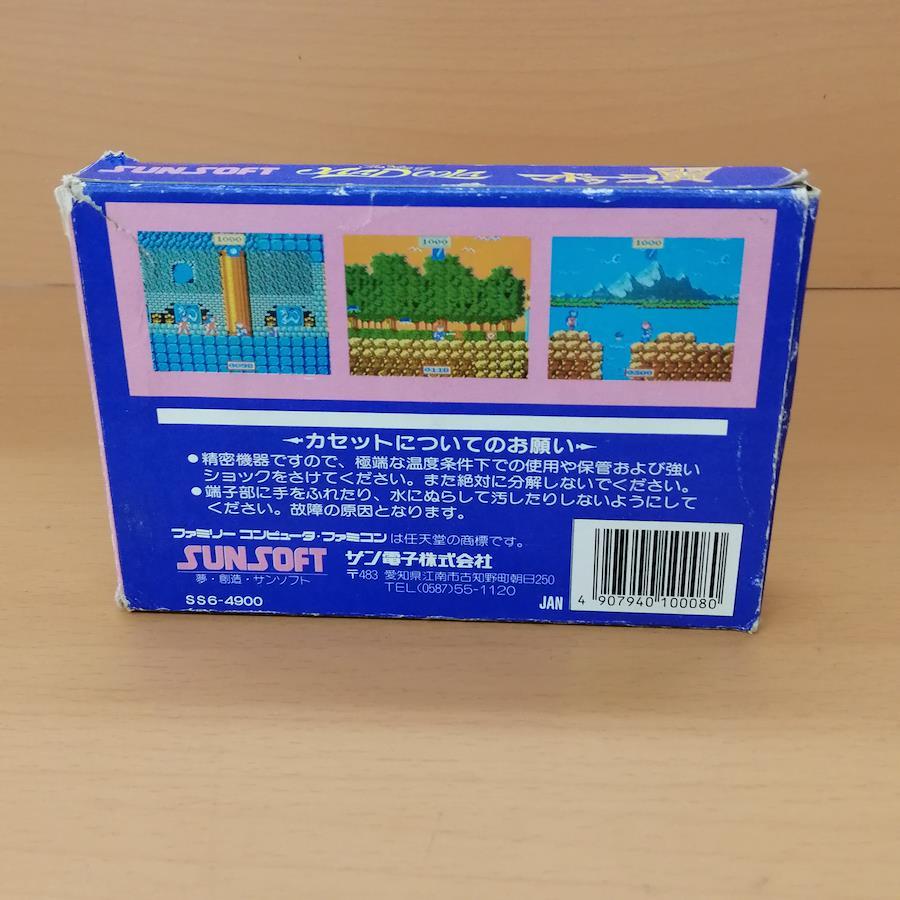 SUNSOFT
1000
0098
1000
0118
1000
0300
カセットについてのお願い
●精密機器ですので、極端な温度条件下での使用や保管および強い
ショックをさけてください。また絶対に分解しないでください。
●端子部に手をふれたり、水にぬらして汚したりしないようにして
ください。故障の原因となります。
ファミリーコンピュータ・ファミコンは任天堂の商標です。
SUNSOFT サン電子株式会社
夢・創造・サンソフト
〒483 愛知県江南市古知野町朝日250
TEL(0587)55-1120
SS6-4900
JAN
4 907940 100080